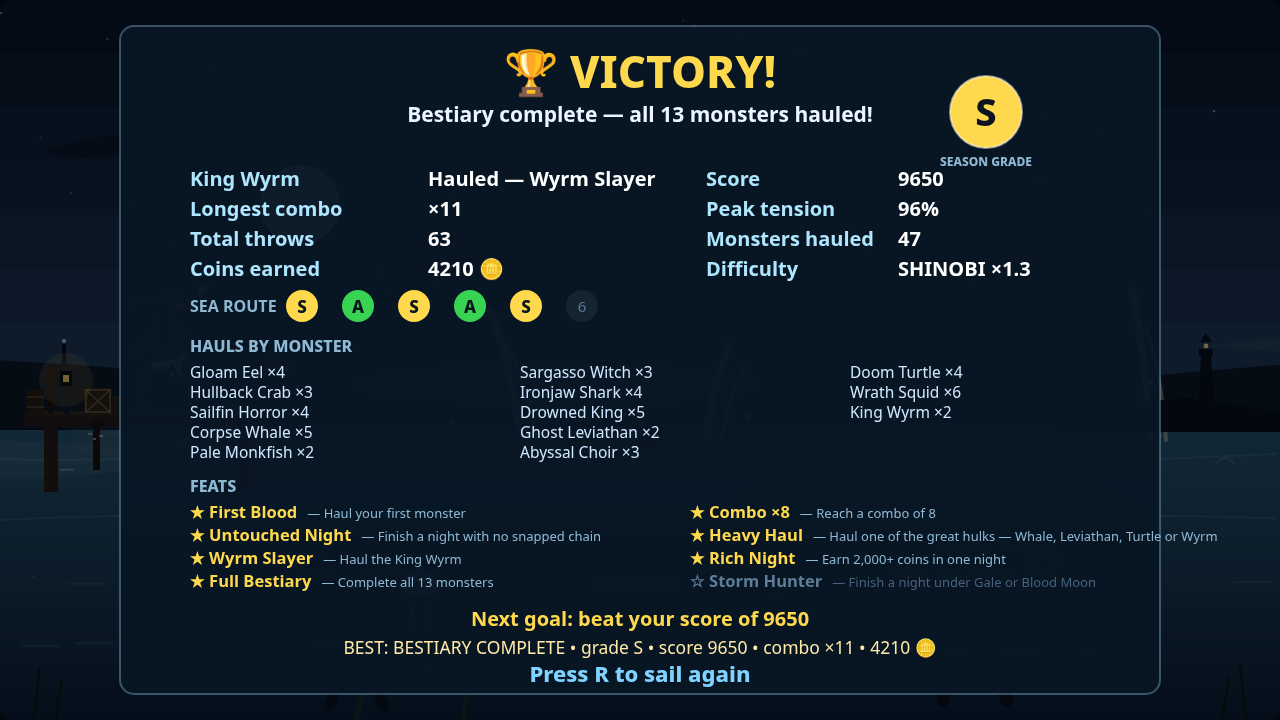 🏆 VICTORY!
Bestiary complete — all 13 monsters hauled!
S
SEASON GRADE
King Wyrm Hauled — Wyrm Slayer Score 9650
Longest combo ×11 Peak tension 96%
Total throws 63 Monsters hauled 47
Coins earned 4210 🪙 Difficulty SHINOBI ×1.3
SEA ROUTE S A S A S 6
HAULS BY MONSTER
Gloam Eel ×4 Sargasso Witch ×3 Doom Turtle ×4
Hullback Crab ×3 Ironjaw Shark ×4 Wrath Squid ×6
Sailfin Horror ×4 Drowned King ×5 King Wyrm ×2
Corpse Whale ×5 Ghost Leviathan ×2
Pale Monkfish ×2 Abyssal Choir ×3
FEATS
★ First Blood — Haul your first monster ★ Combo ×8 — Reach a combo of 8
★ Untouched Night — Finish a night with no snapped chain ★ Heavy Haul — Haul one of the great hulks — Whale, Leviathan, Turtle or Wyrm
★ Wyrm Slayer — Haul the King Wyrm ★ Rich Night — Earn 2,000+ coins in one night
★ Full Bestiary — Complete all 13 monsters ☆ Storm Hunter — Finish a night under Gale or Blood Moon
Next goal: beat your score of 9650
BEST: BESTIARY COMPLETE • grade S • score 9650 • combo ×11 • 4210 🪙
Press R to sail again